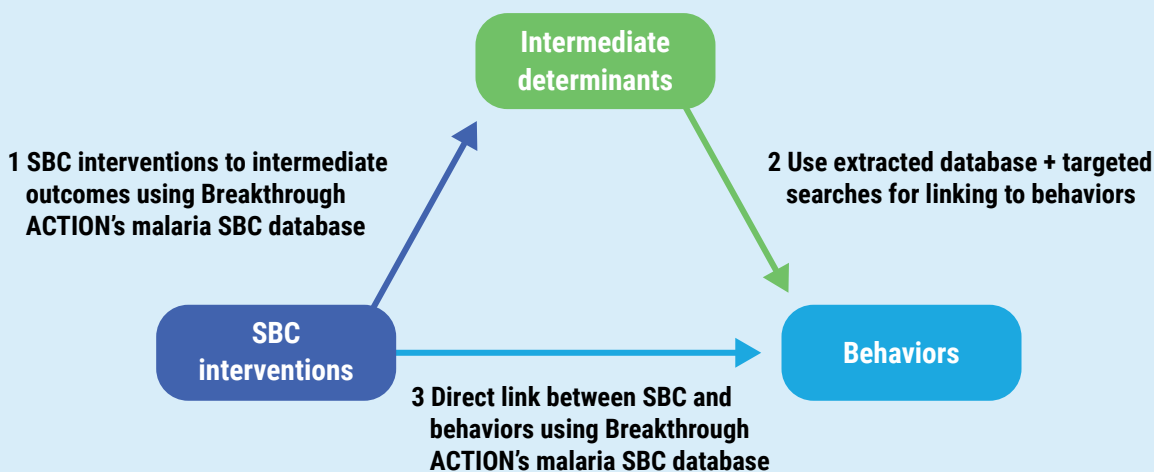 Intermediate
determinants
1 SBC interventions to intermediate
outcomes using Breakthrough
ACTION's malaria SBC database
2 Use extracted database + targeted
searches for linking to behaviors
SBC
interventions
Behaviors
3 Direct link between SBC and
behaviors using Breakthrough
ACTION's malaria SBC database